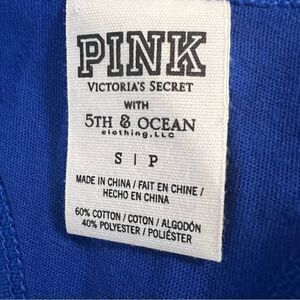 PINK
VICTORIA'S SECRET
WITH
5TH & OCEAN
clothing, LLC
S | P
MADE IN CHINA / FAIT EN CHINE /
HECHO EN CHINA
60% COTTON / COTON / ALGODÓN
40% POLYESTER / POLIÉSTER